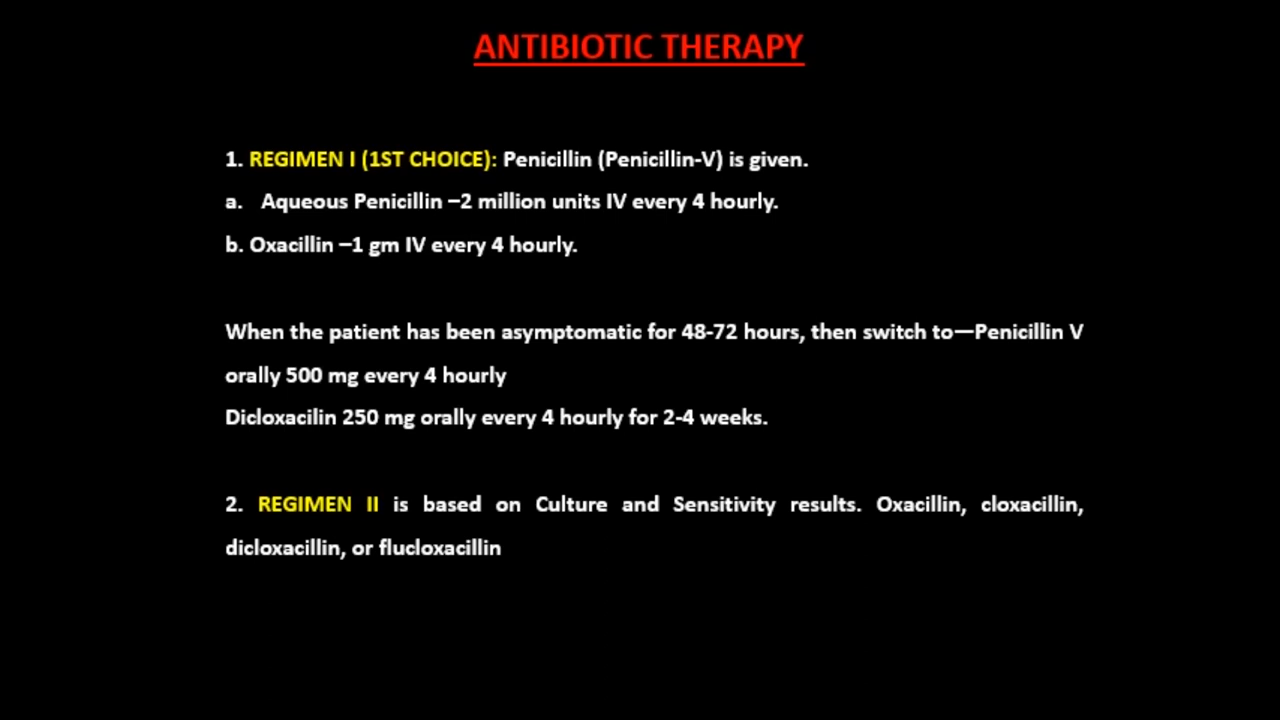 ANTIBIOTIC THERAPY
1. REGIMEN I (1ST CHOICE): Penicillin (Penicillin-V) is given.
a. Aqueous Penicillin –2 million units IV every 4 hourly.
b. Oxacillin –1 gm IV every 4 hourly.
When the patient has been asymptomatic for 48-72 hours, then switch to—Penicillin V
orally 500 mg every 4 hourly
Dicloxacilin 250 mg orally every 4 hourly for 2-4 weeks.
2. REGIMEN II is based on Culture and Sensitivity results. Oxacillin, cloxacillin,
dicloxacillin, or flucloxacillin